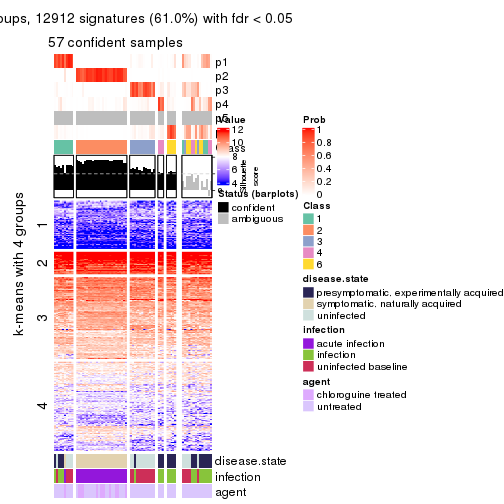 oups, 12912 signatures (61.0%) with fdr < 0.05
57 confident samples
p1
p2
p3
p4
k-means with 4 groups
1
2
3
4
Value
12
10
8
6
4
Silhouette
score
Status (barplots)
confident
ambiguous
Prob
1
0.8
0.6
0.4
0.2
0
Class
1
2
3
4
6
disease.state
presymptomatic, experimentally acquired
symptomatic, naturally acquired
uninfected
infection
acute infection
infection
uninfected baseline
agent
chloroguine treated
untreated
disease.state
infection
agent